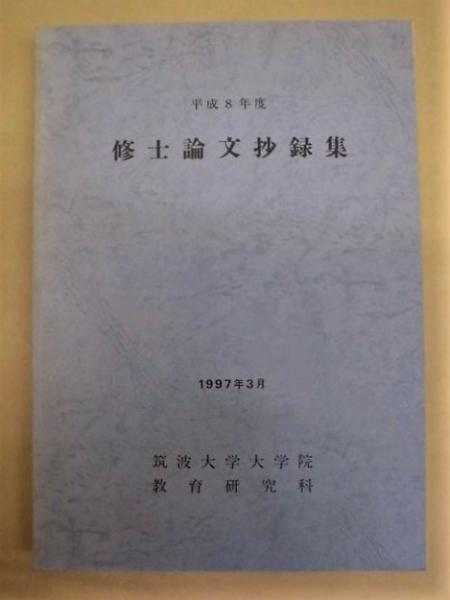 平成8年度
修士論文抄録集
1997年3月
筑波大学大学院
教育研究科